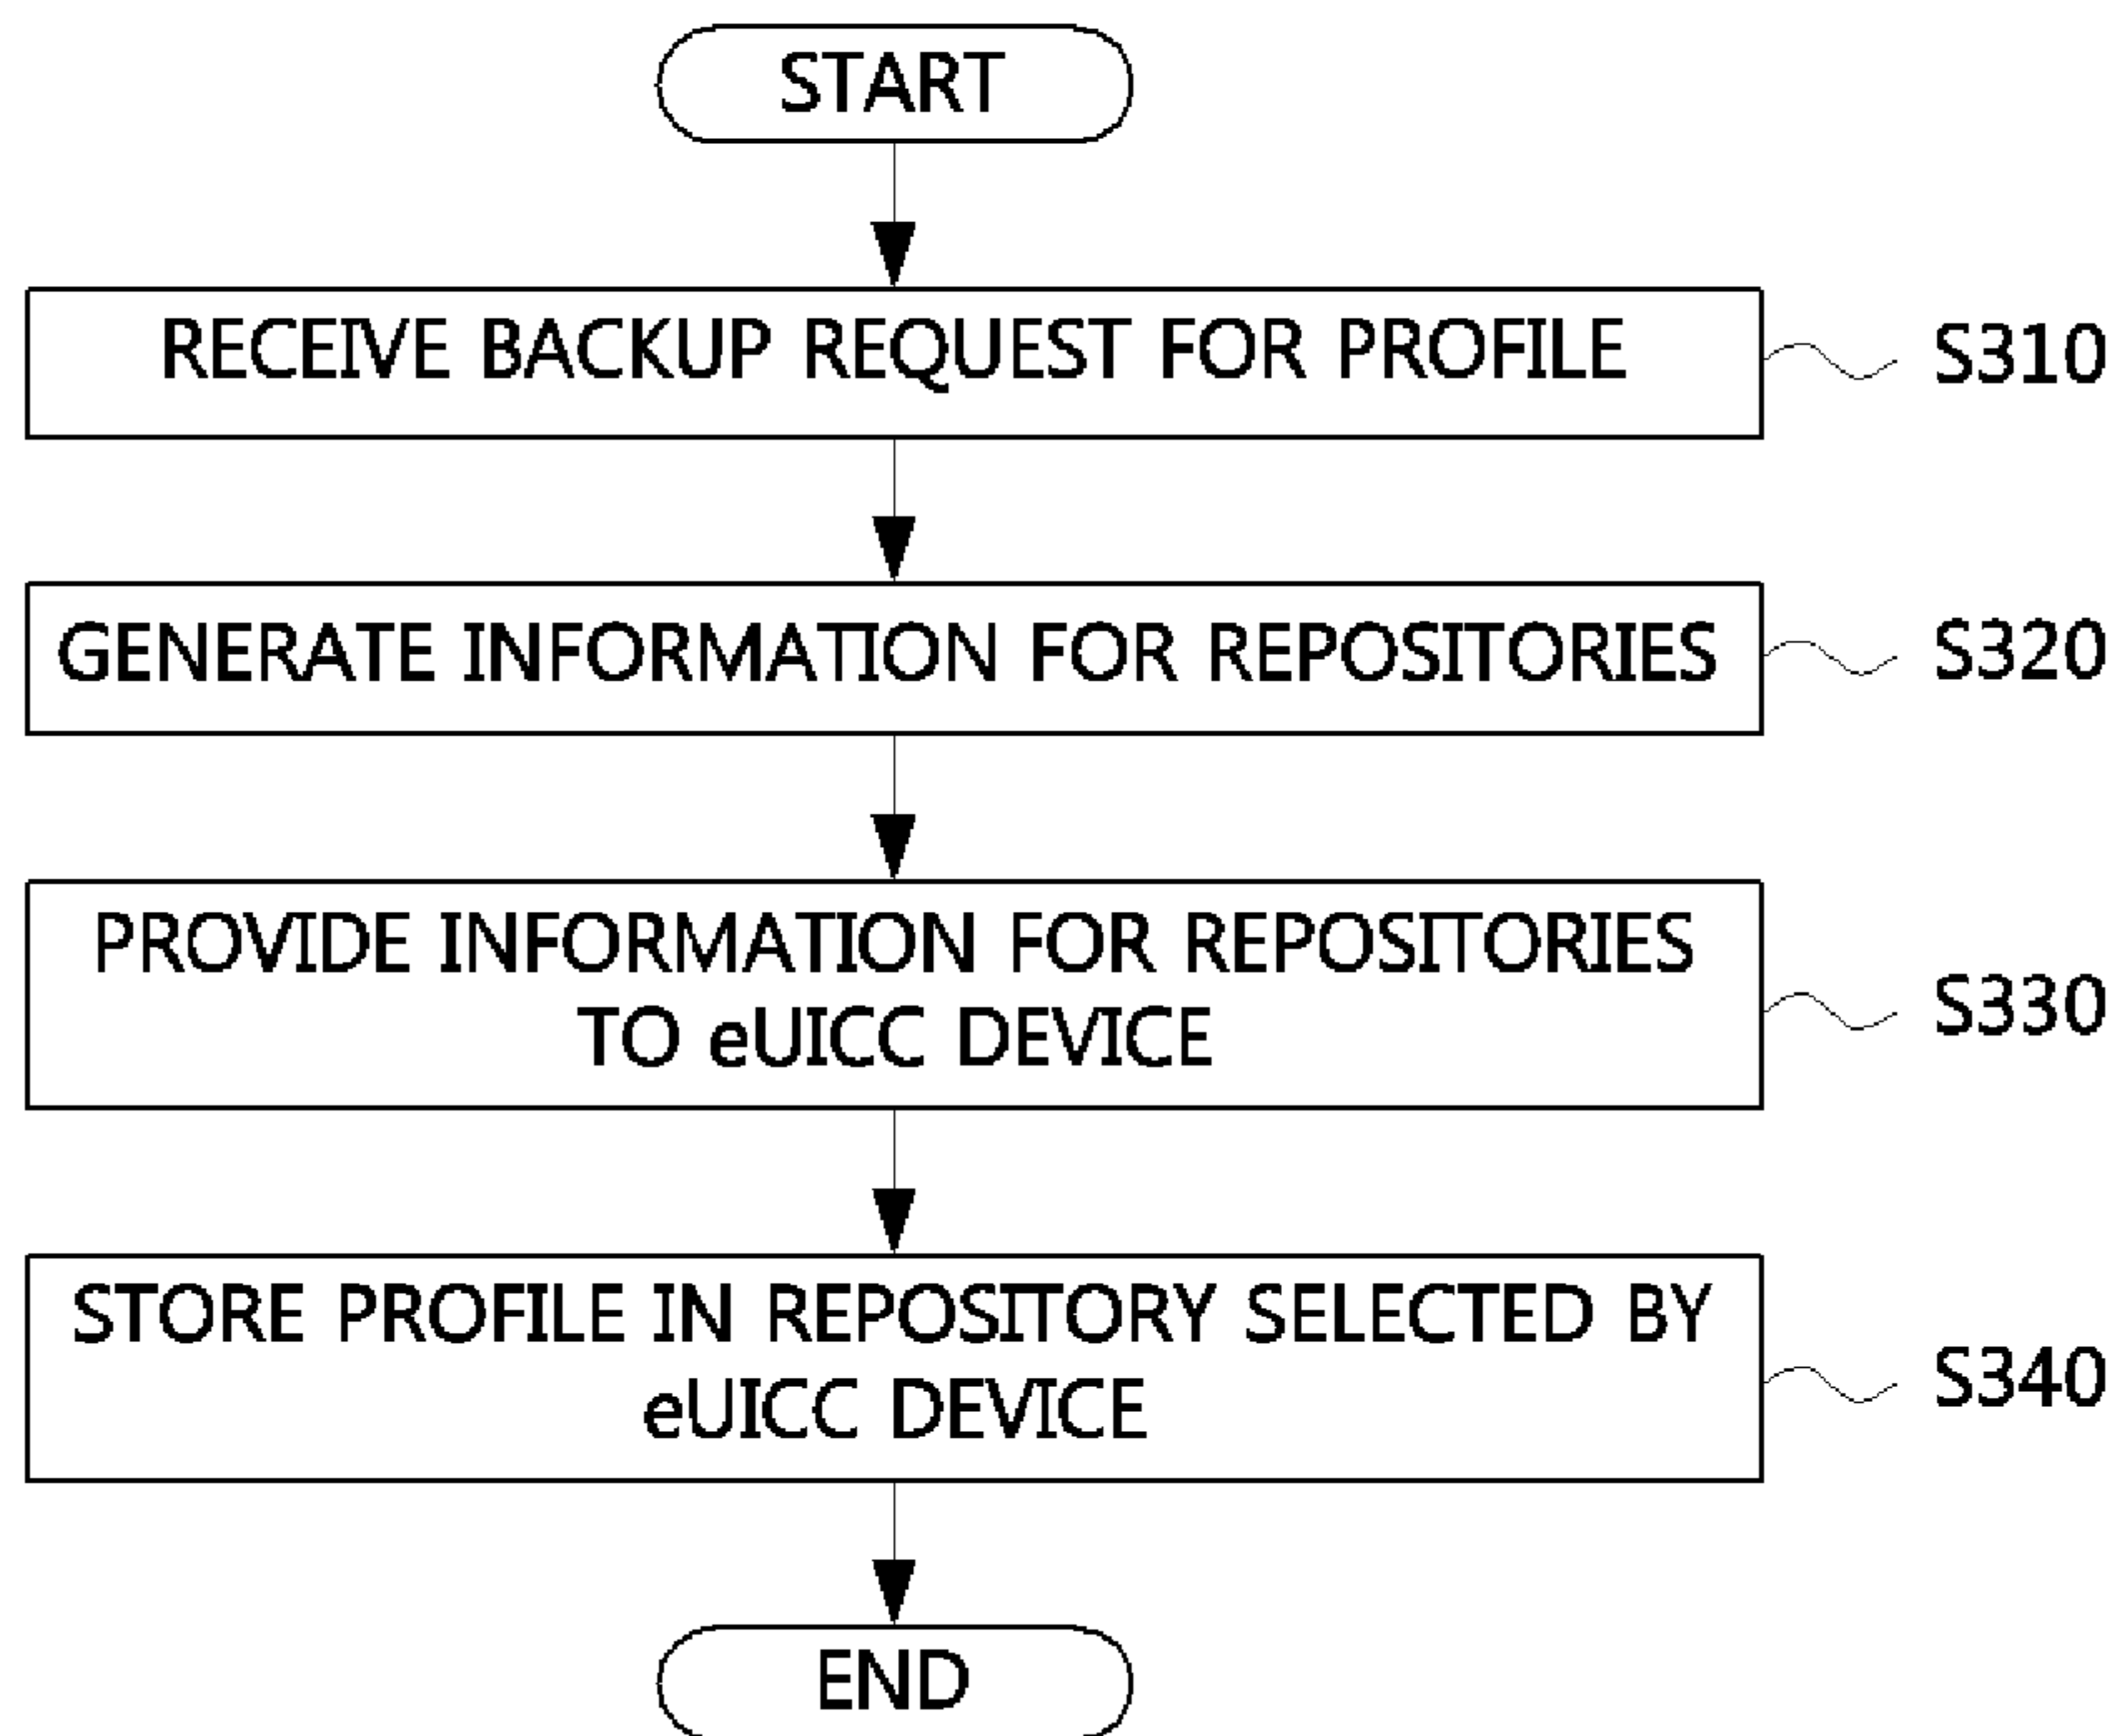 START
RECEIVE BACKUP REQUEST FOR PROFILE
S310
GENERATE INFORMATION FOR REPOSITORIES
S320
PROVIDE INFORMATION FOR REPOSITORIES
TO eUICC DEVICE
S330
STORE PROFILE IN REPOSITORY SELECTED BY
eUICC DEVICE
S340
END